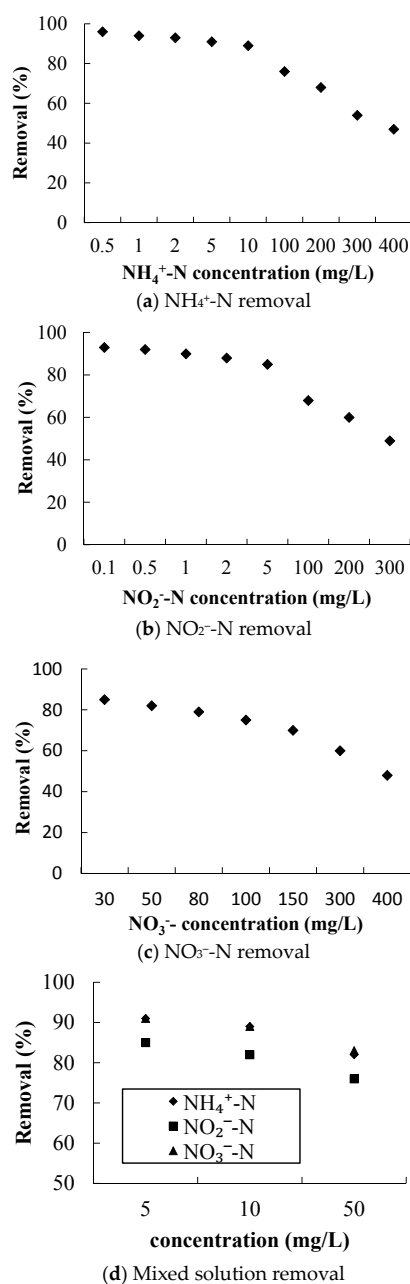 100
80
60
40
20
0
Removal (%)
0.5 1 2 5 10 100 200 300 400
NH₄⁺-N concentration (mg/L)
(a) NH₄⁺-N removal
100
80
60
40
20
0
Removal (%)
0.1 0.5 1 2 5 100 200 300
NO₂⁻-N concentration (mg/L)
(b) NO₂⁻-N removal
100
80
60
40
20
0
Removal (%)
30 50 80 100 150 300 400
NO₃⁻- concentration (mg/L)
(c) NO₃⁻-N removal
100
90
80
70
60
50
Removal (%)
NH₄⁺-N
NO₂⁻-N
NO₃⁻-N
5 10 50
concentration (mg/L)
(d) Mixed solution removal